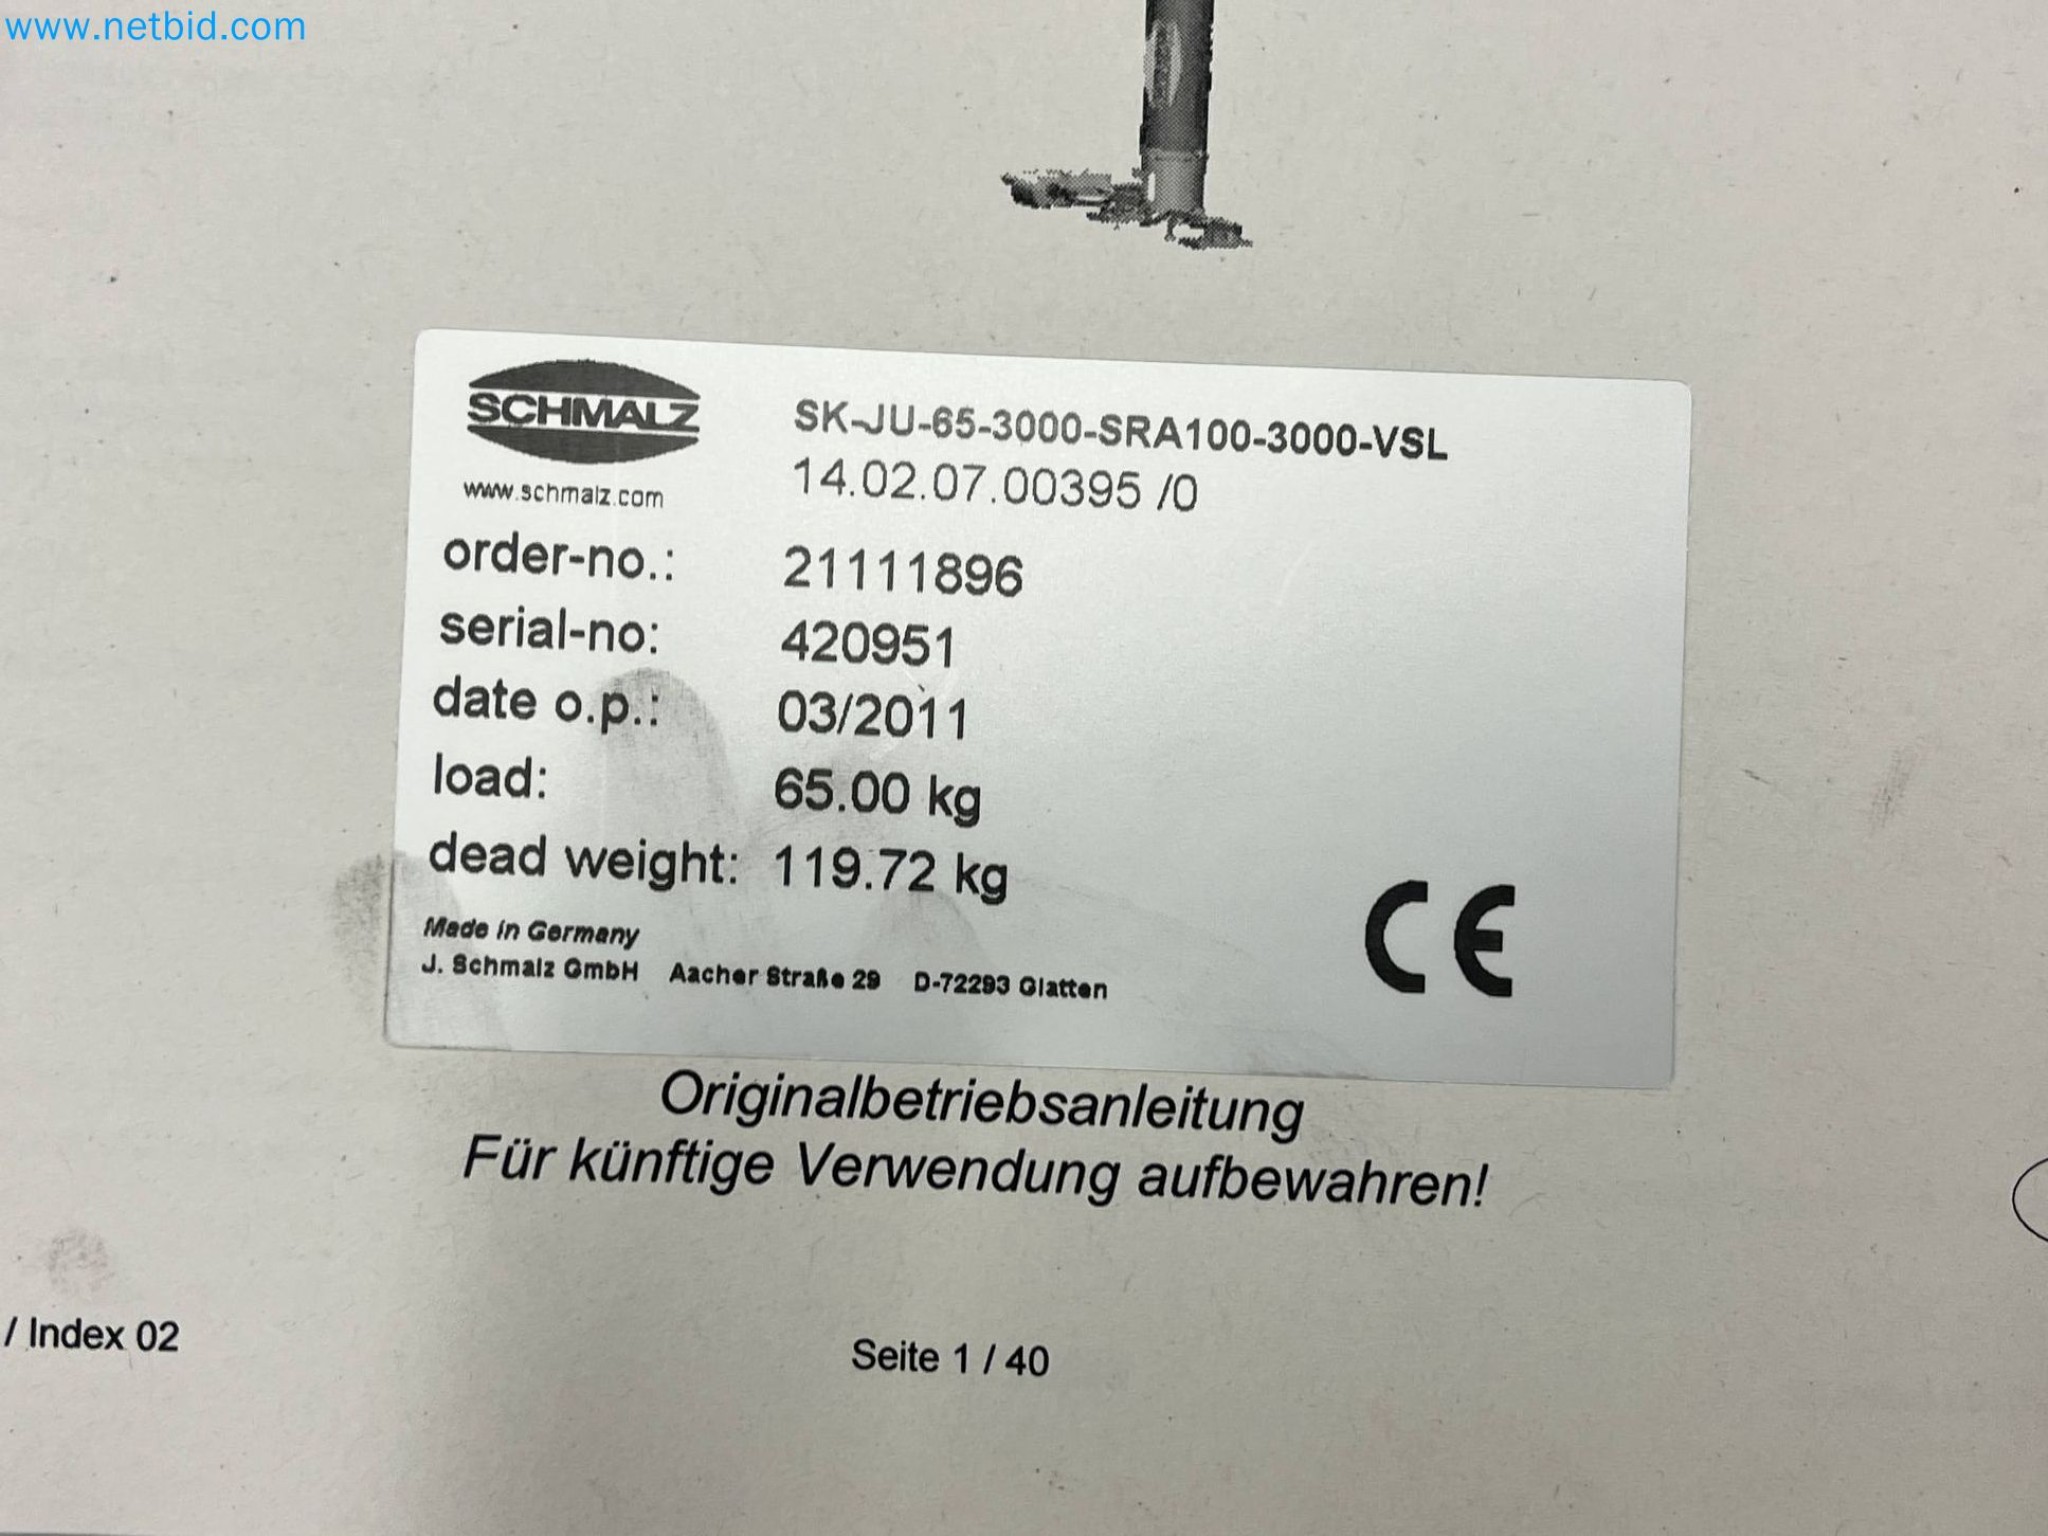 www.netbid.com
SCHMALZ
www.schmalz.com
SK-JU-65-3000-SRA100-3000-VSL
14.02.07.00395 /0
order-no.: 21111896
serial-no: 420951
date o.p.: 03/2011
load: 65.00 kg
dead weight: 119.72 kg
Made in Germany
J. Schmalz GmbH Aacher Straße 29 D-72293 Glatten
CE
Originalbetriebsanleitung
Für künftige Verwendung aufbewahren!
/ Index 02
Seite 1 / 40